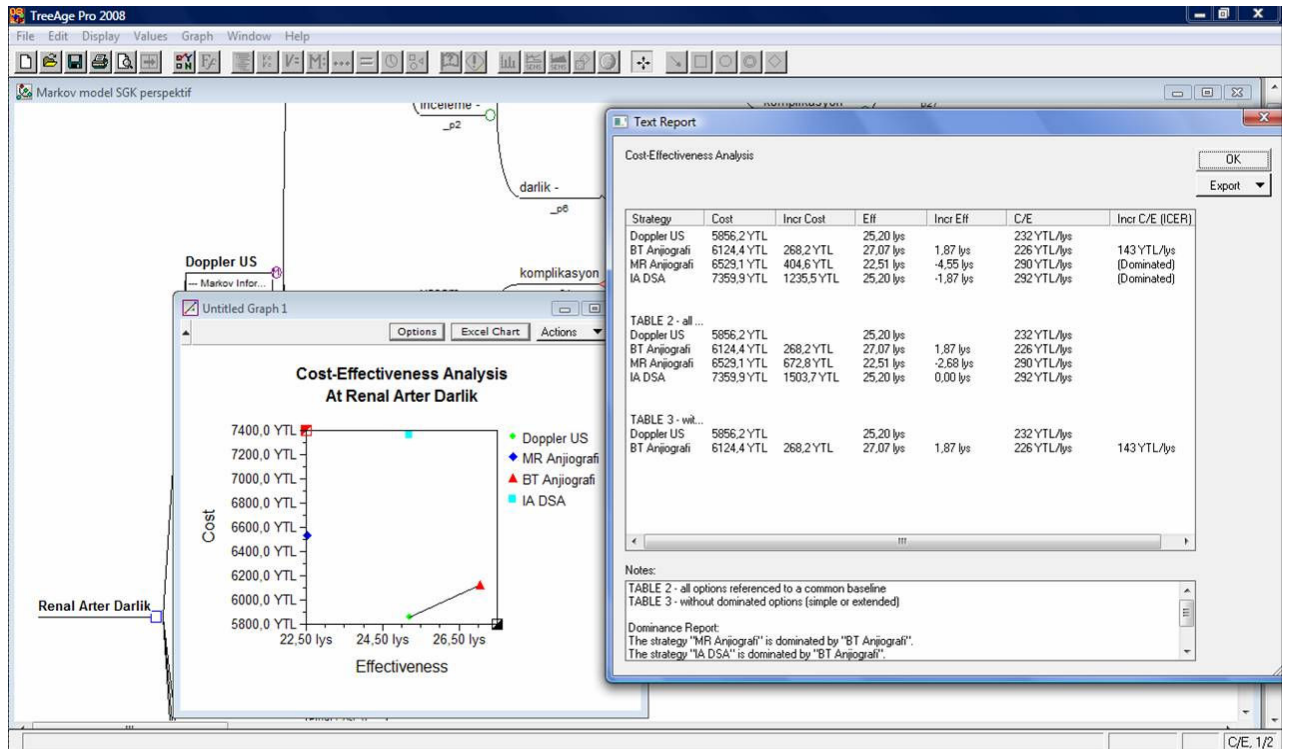 TreeAge Pro 2008
File Edit Display Values Graph Window Help
Markov model SGK perspektif
inceleme -
_p2
darlik -
_p6
Doppler US
--- Markov Infor...
komplikasyon
Untitled Graph 1
Options Excel Chart Actions
Cost-Effectiveness Analysis
At Renal Arter Darlik
7400,0 YTL
7200,0 YTL
7000,0 YTL
6800,0 YTL
6600,0 YTL
6400,0 YTL
6200,0 YTL
6000,0 YTL
5800,0 YTL
Cost
22,50 lys 24,50 lys 26,50 lys
Effectiveness
Doppler US
MR Anjiografi
BT Anjiografi
IA DSA
Renal Arter Darlik
Text Report
Cost-Effectiveness Analysis
OK
Export
Strategy Cost Incr Cost Eff Incr Eff C/E Incr C/E (ICER)
Doppler US 5856,2 YTL 25,20 lys 232 YTL/lys
BT Anjiografi 6124,4 YTL 268,2 YTL 27,07 lys 1,87 lys 226 YTL/lys 143 YTL/lys
MR Anjiografi 6529,1 YTL 404,6 YTL 22,51 lys -4,55 lys 290 YTL/lys (Dominated)
IA DSA 7359,9 YTL 1235,5 YTL 25,20 lys -1,87 lys 292 YTL/lys (Dominated)
TABLE 2 - all ...
Doppler US 5856,2 YTL 25,20 lys 232 YTL/lys
BT Anjiografi 6124,4 YTL 268,2 YTL 27,07 lys 1,87 lys 226 YTL/lys
MR Anjiografi 6529,1 YTL 672,8 YTL 22,51 lys -2,68 lys 290 YTL/lys
IA DSA 7359,9 YTL 1503,7 YTL 25,20 lys 0,00 lys 292 YTL/lys
TABLE 3 - wit...
Doppler US 5856,2 YTL 25,20 lys 232 YTL/lys
BT Anjiografi 6124,4 YTL 268,2 YTL 27,07 lys 1,87 lys 226 YTL/lys 143 YTL/lys
Notes:
TABLE 2 - all options referenced to a common baseline
TABLE 3 - without dominated options (simple or extended)
Dominance Report:
The strategy "MR Anjiografi" is dominated by "BT Anjiografi".
The strategy "IA DSA" is dominated by "BT Anjiografi".
C/E, 1/2